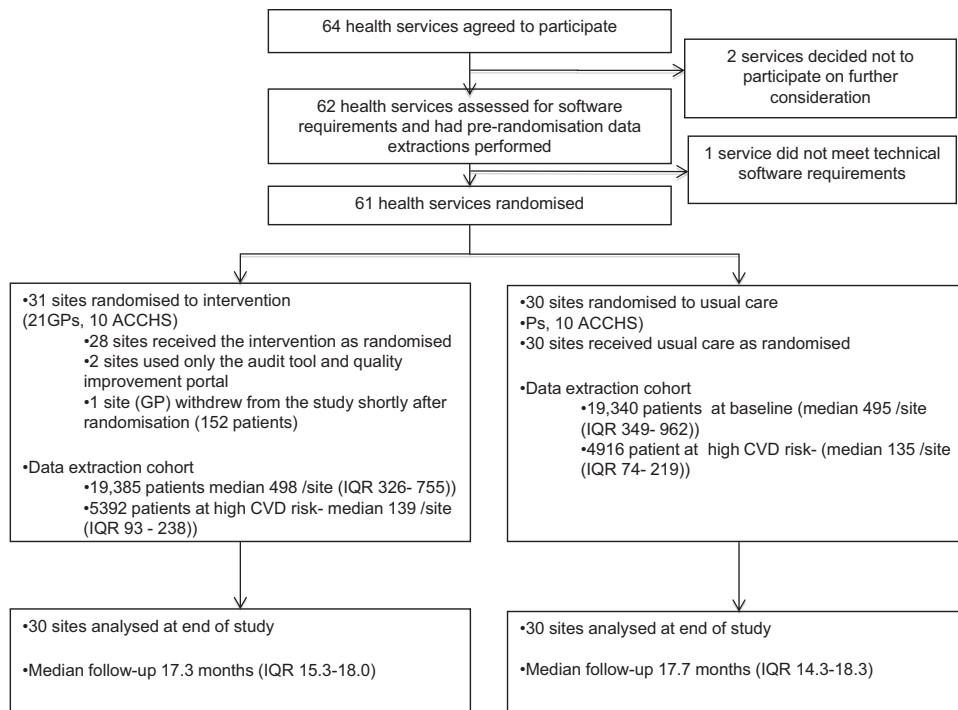 64 health services agreed to participate
2 services decided not to
participate on further
consideration
62 health services assessed for software
requirements and had pre-randomisation data
extractions performed
1 service did not meet technical
software requirements
61 health services randomised
•31 sites randomised to intervention
(21GPs, 10 ACCHS)
•28 sites received the intervention as randomised
•2 sites used only the audit tool and quality
improvement portal
•1 site (GP) withdrew from the study shortly after
randomisation (152 patients)
•Data extraction cohort
•19,385 patients median 498 /site (IQR 326- 755))
•5392 patients at high CVD risk- median 139 /site
(IQR 93 - 238))
•30 sites randomised to usual care
•Ps, 10 ACCHS)
•30 sites received usual care as randomised
•Data extraction cohort
•19,340 patients at baseline (median 495 /site
(IQR 349- 962))
•4916 patient at high CVD risk- (median 135 /site
(IQR 74- 219))
•30 sites analysed at end of study
•Median follow-up 17.3 months (IQR 15.3-18.0)
•30 sites analysed at end of study
•Median follow-up 17.7 months (IQR 14.3-18.3)